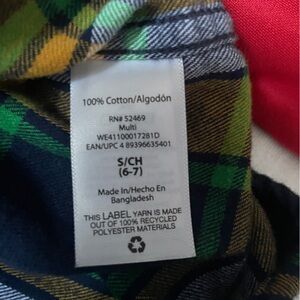 100% Cotton/Algodón
RN# 52469
Multi
WE41100017281D
EAN/UPC 4 89396635401
S/CH
(6-7)
Made In/Hecho En
Bangladesh
THIS LABEL YARN IS MADE
OUT OF 100% RECYCLED
POLYESTER MATERIALS